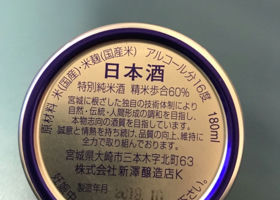 原材料 米(国産)・米麹(国産米) アルコール分16度
180ml
日本酒
特別純米酒 精米歩合60%
宮城に根ざした独自の技術体制により
自然・伝統・人間形成の調和を目指し、
本物志向の酒質を目指しています。
誠意と情熱を持ち続け、品質の向上、維持に
全力で取り組んでおります。
宮城県大崎市三本木字北町63
株式会社新澤醸造店K
製造年月